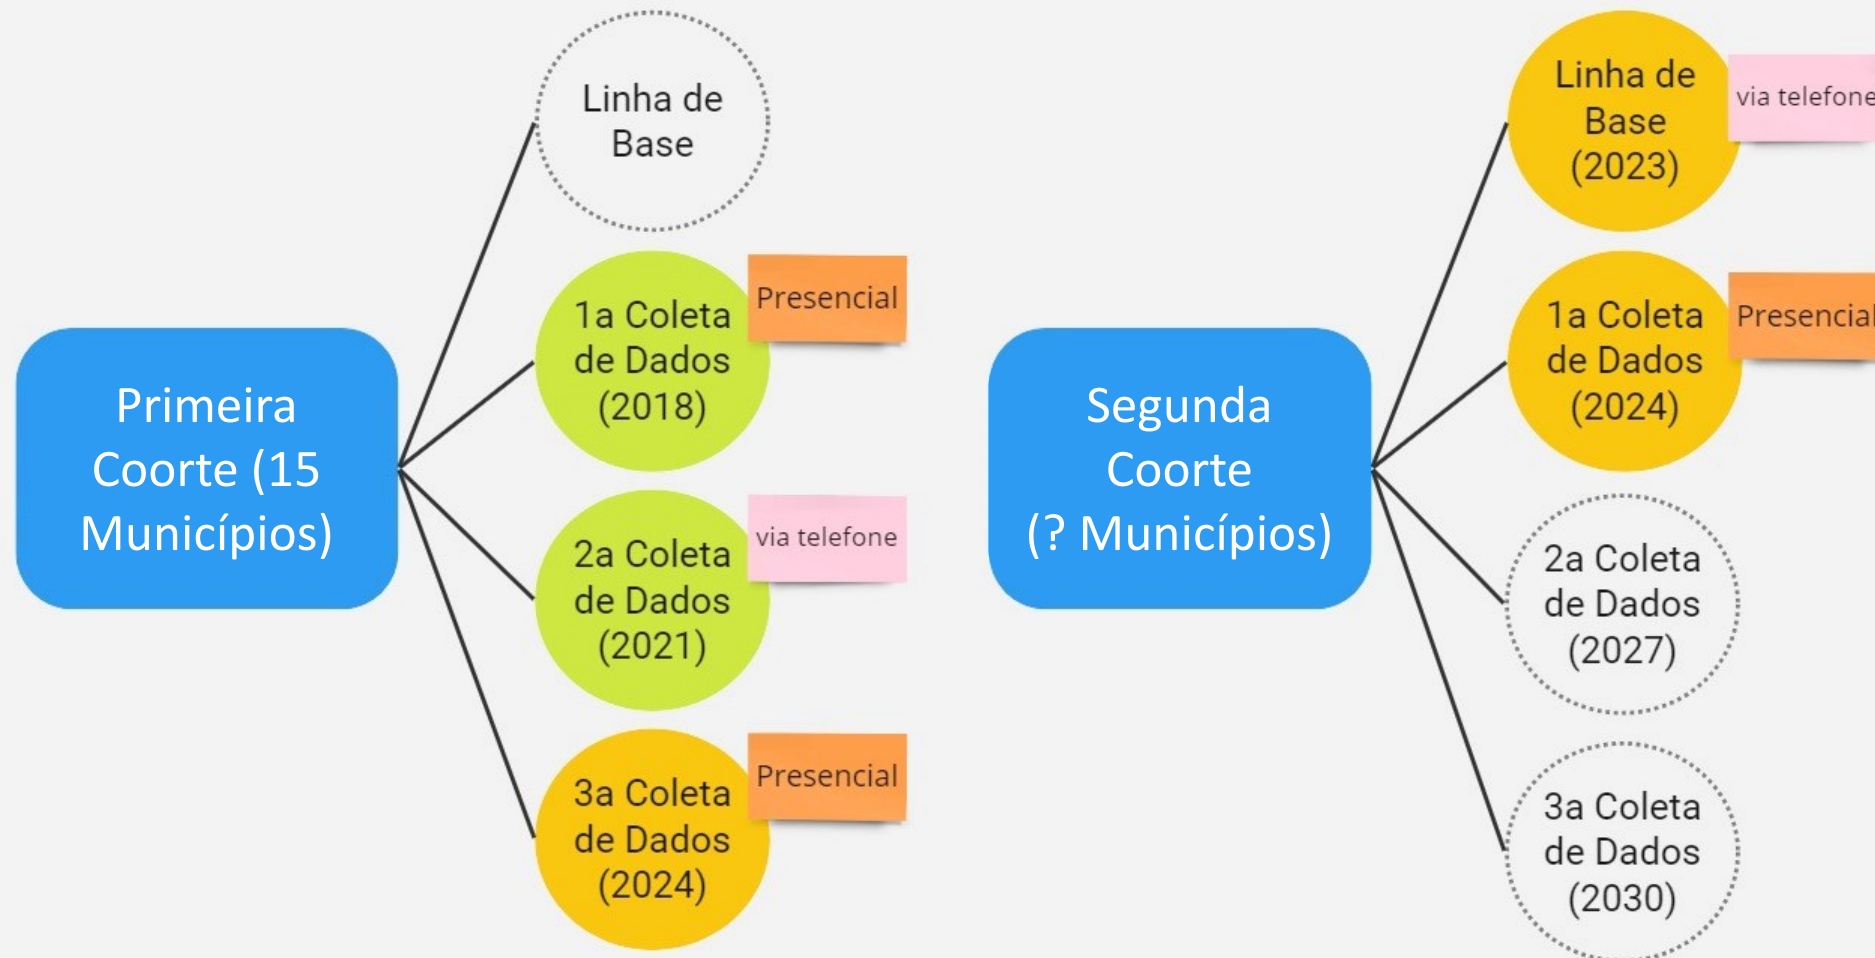 Primeira
Coorte (15
Municípios)
Linha de
Base
1a Coleta
de Dados
(2018)
Presencial
2a Coleta
de Dados
(2021)
via telefone
3a Coleta
de Dados
(2024)
Presencial
Segunda
Coorte
(? Municípios)
Linha de
Base
(2023)
via telefone
1a Coleta
de Dados
(2024)
Presencial
2a Coleta
de Dados
(2027)
3a Coleta
de Dados
(2030)